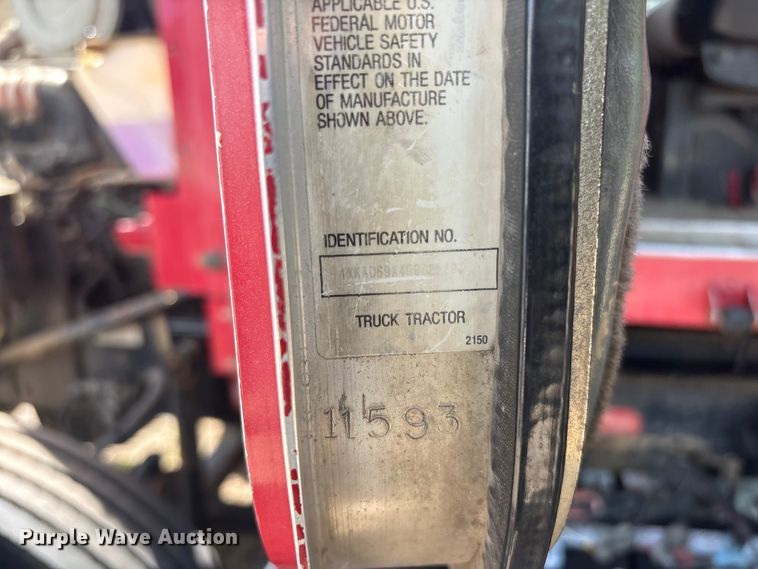 APPLICABLE U.S.
FEDERAL MOTOR
VEHICLE SAFETY
STANDARDS IN
EFFECT ON THE DATE
OF MANUFACTURE
SHOWN ABOVE.
IDENTIFICATION NO.
TRUCK TRACTOR
2150
11593
Purple Wave Auction